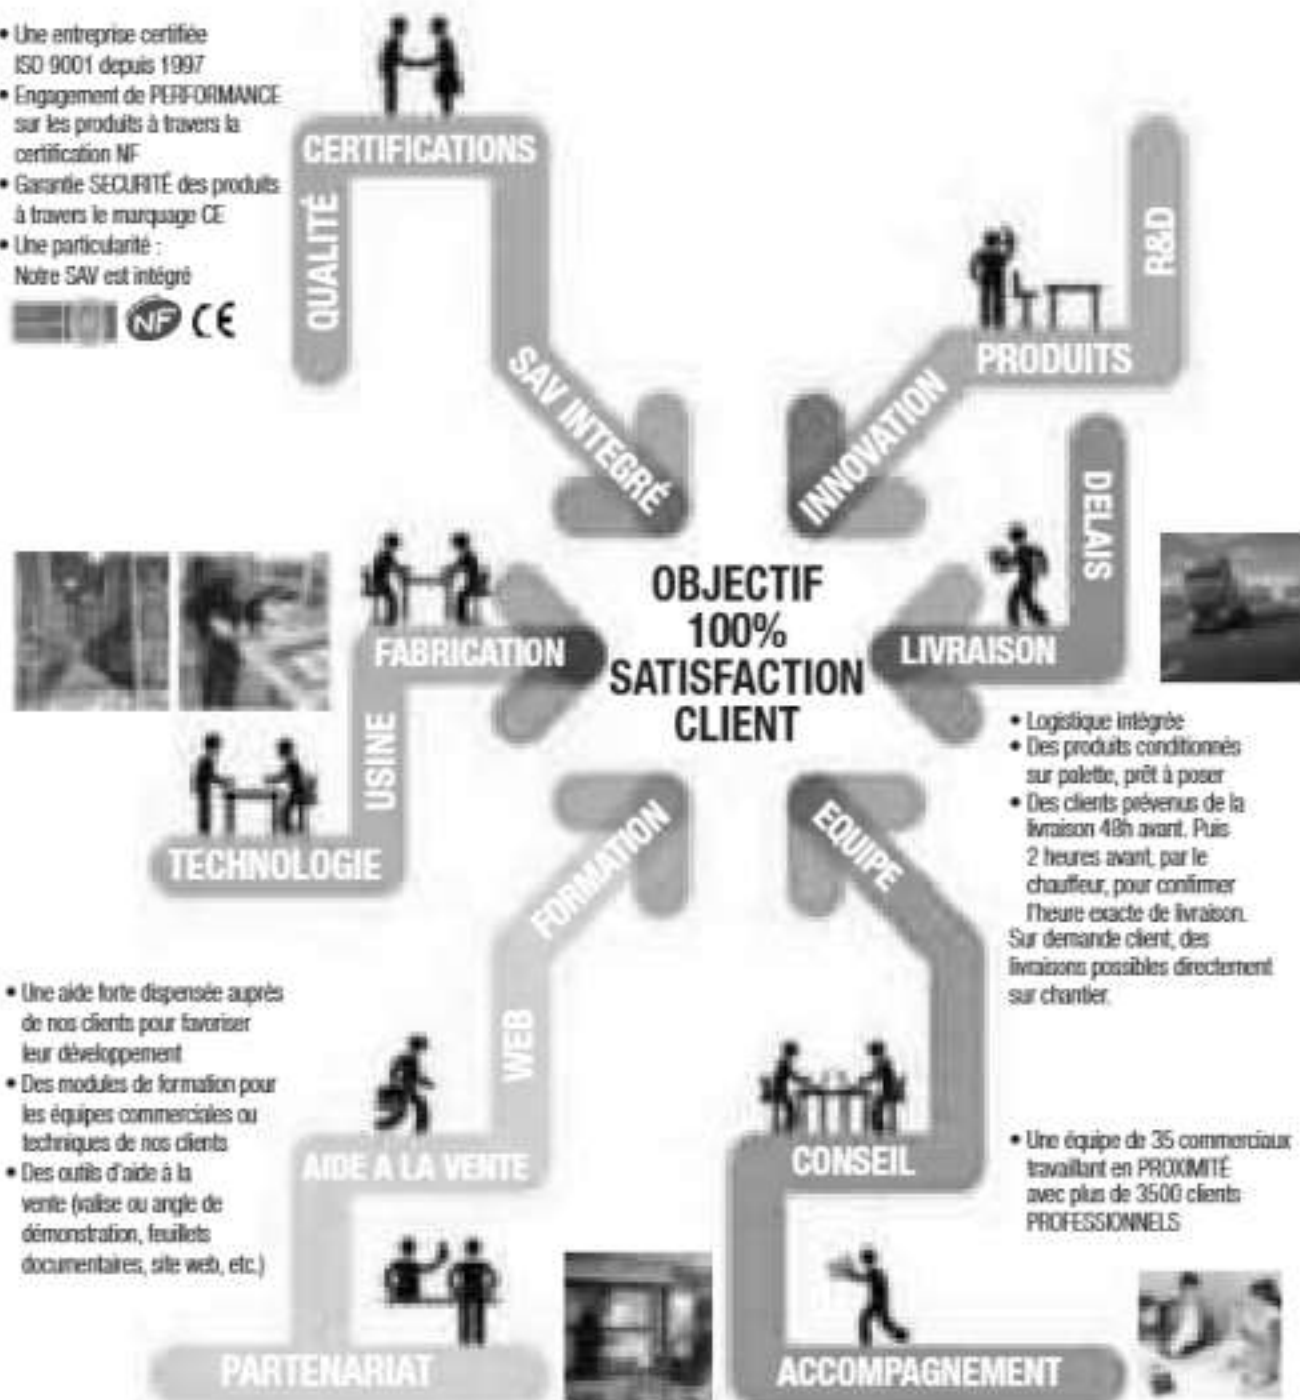 • Une entreprise certifiée
ISO 9001 depuis 1997
• Engagement de PERFORMANCE
sur les produits à travers la
certification NF
• Garantie SECURITÉ des produits
à travers le marquage CE
• Une particularité :
Notre SAV est intégré
NF CE
CERTIFICATIONS
QUALITÉ
SAV INTEGRÉ
R&D
PRODUITS
INNOVATION
DELAIS
LIVRAISON
OBJECTIF
100%
SATISFACTION
CLIENT
FABRICATION
USINE
TECHNOLOGIE
• Logistique intégrée
• Des produits conditionnés
sur palette, prêt à poser
• Des clients prévenus de la
livraison 48h avant. Puis
2 heures avant, par le
chauffeur, pour confirmer
l'heure exacte de livraison.
Sur demande client, des
livraisons possibles directement
sur chantier.
FORMATION
WEB
AIDE A LA VENTE
PARTENARIAT
• Une aide forte dispensée auprès
de nos clients pour favoriser
leur développement
• Des modules de formation pour
les équipes commerciales ou
techniques de nos clients
• Des outils d'aide à la
vente (valise ou angle de
démonstration, feuillets
documentaires, site web, etc.)
EQUIPE
CONSEIL
ACCOMPAGNEMENT
• Une équipe de 35 commerciaux
travaillant en PROXIMITÉ
avec plus de 3500 clients
PROFESSIONNELS